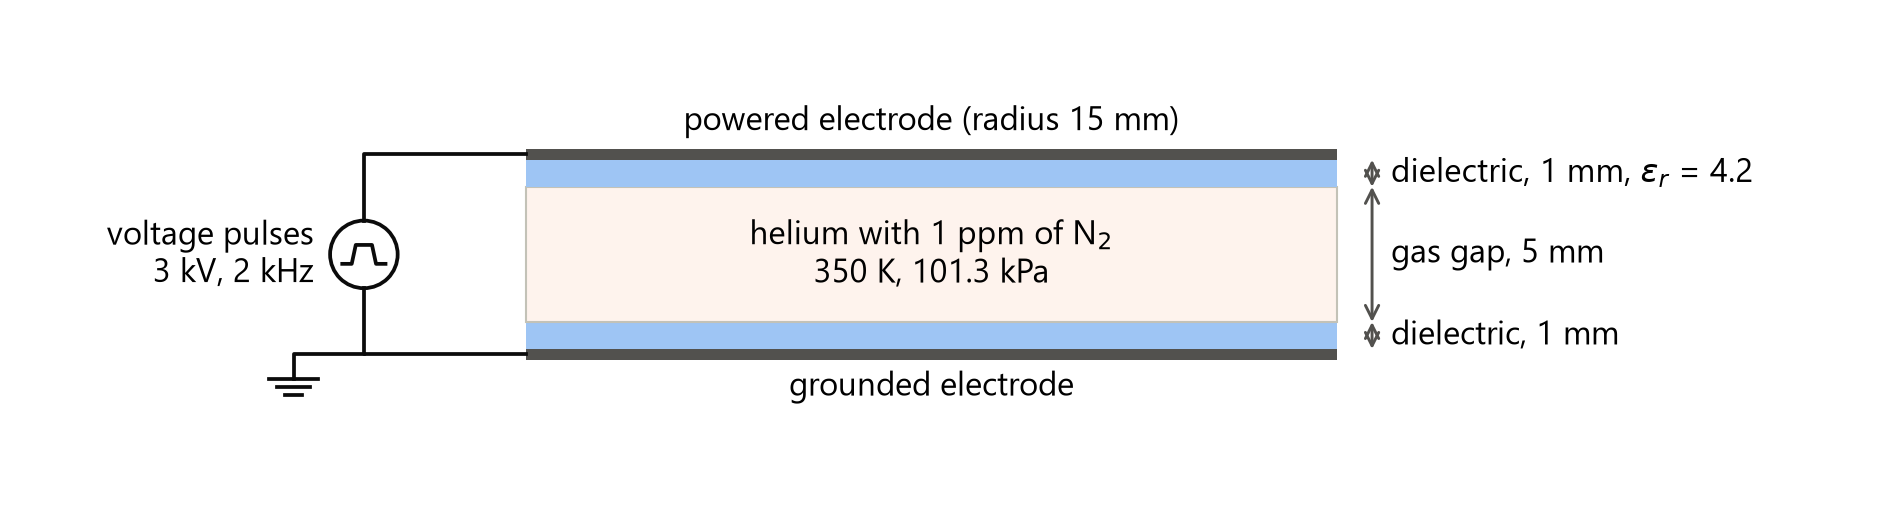 powered electrode (radius 15 mm)
dielectric, 1 mm, εr = 4.2
voltage pulses
3 kV, 2 kHz
helium with 1 ppm of N2
350 K, 101.3 kPa
gas gap, 5 mm
dielectric, 1 mm
grounded electrode